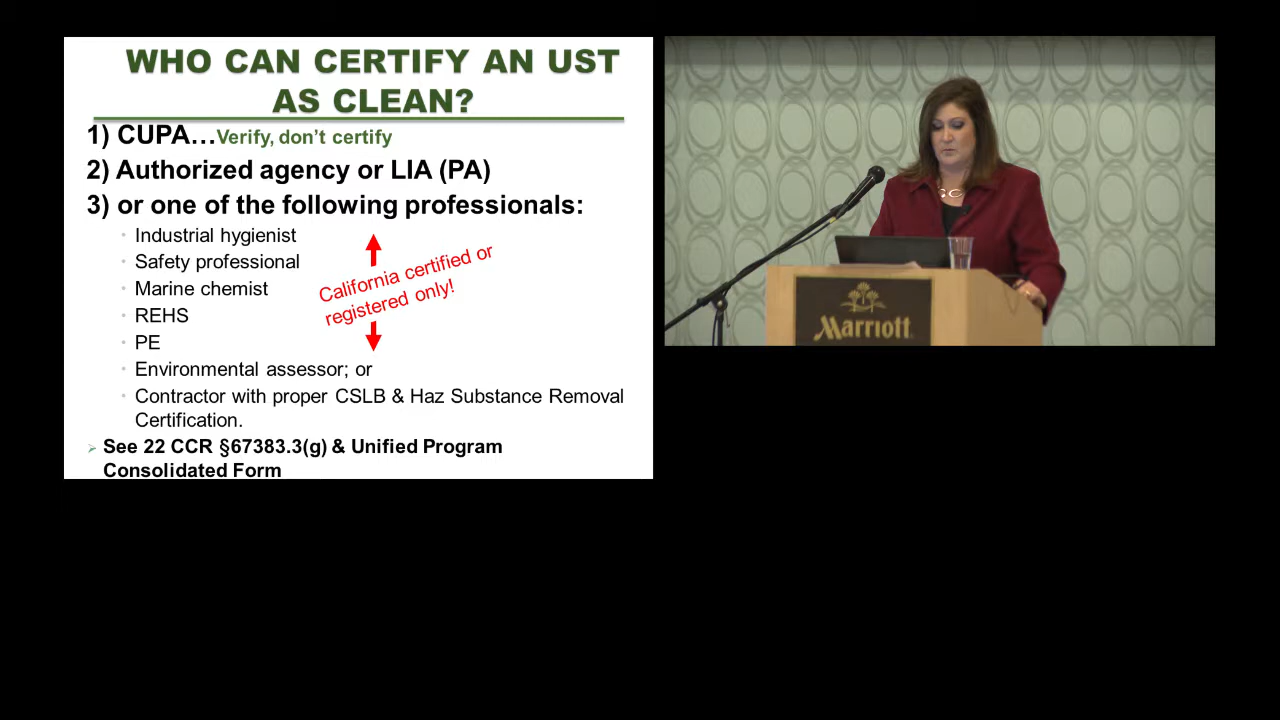 WHO CAN CERTIFY AN UST
AS CLEAN?
1) CUPA…Verify, don't certify
2) Authorized agency or LIA (PA)
3) or one of the following professionals:
Industrial hygienist
Safety professional
Marine chemist
REHS
PE
Environmental assessor; or
Contractor with proper CSLB & Haz Substance Removal
Certification.
California certified or
registered only!
See 22 CCR §67383.3(g) & Unified Program
Consolidated Form
Marriott